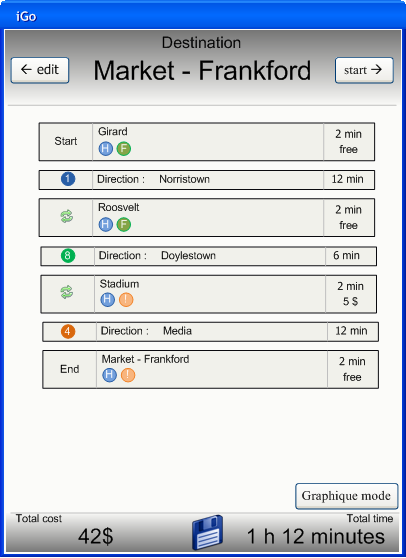 iGo
Destination
← edit
Market - Frankford
start →
Start
Girard
H F
2 min
free
1 Direction : Norristown 12 min
Roosvelt
H F
2 min
free
8 Direction : Doylestown 6 min
Stadium
H !
2 min
5 $
4 Direction : Media 12 min
End
Market - Frankford
H !
2 min
free
Graphique mode
Total cost
42$
Total time
1 h 12 minutes